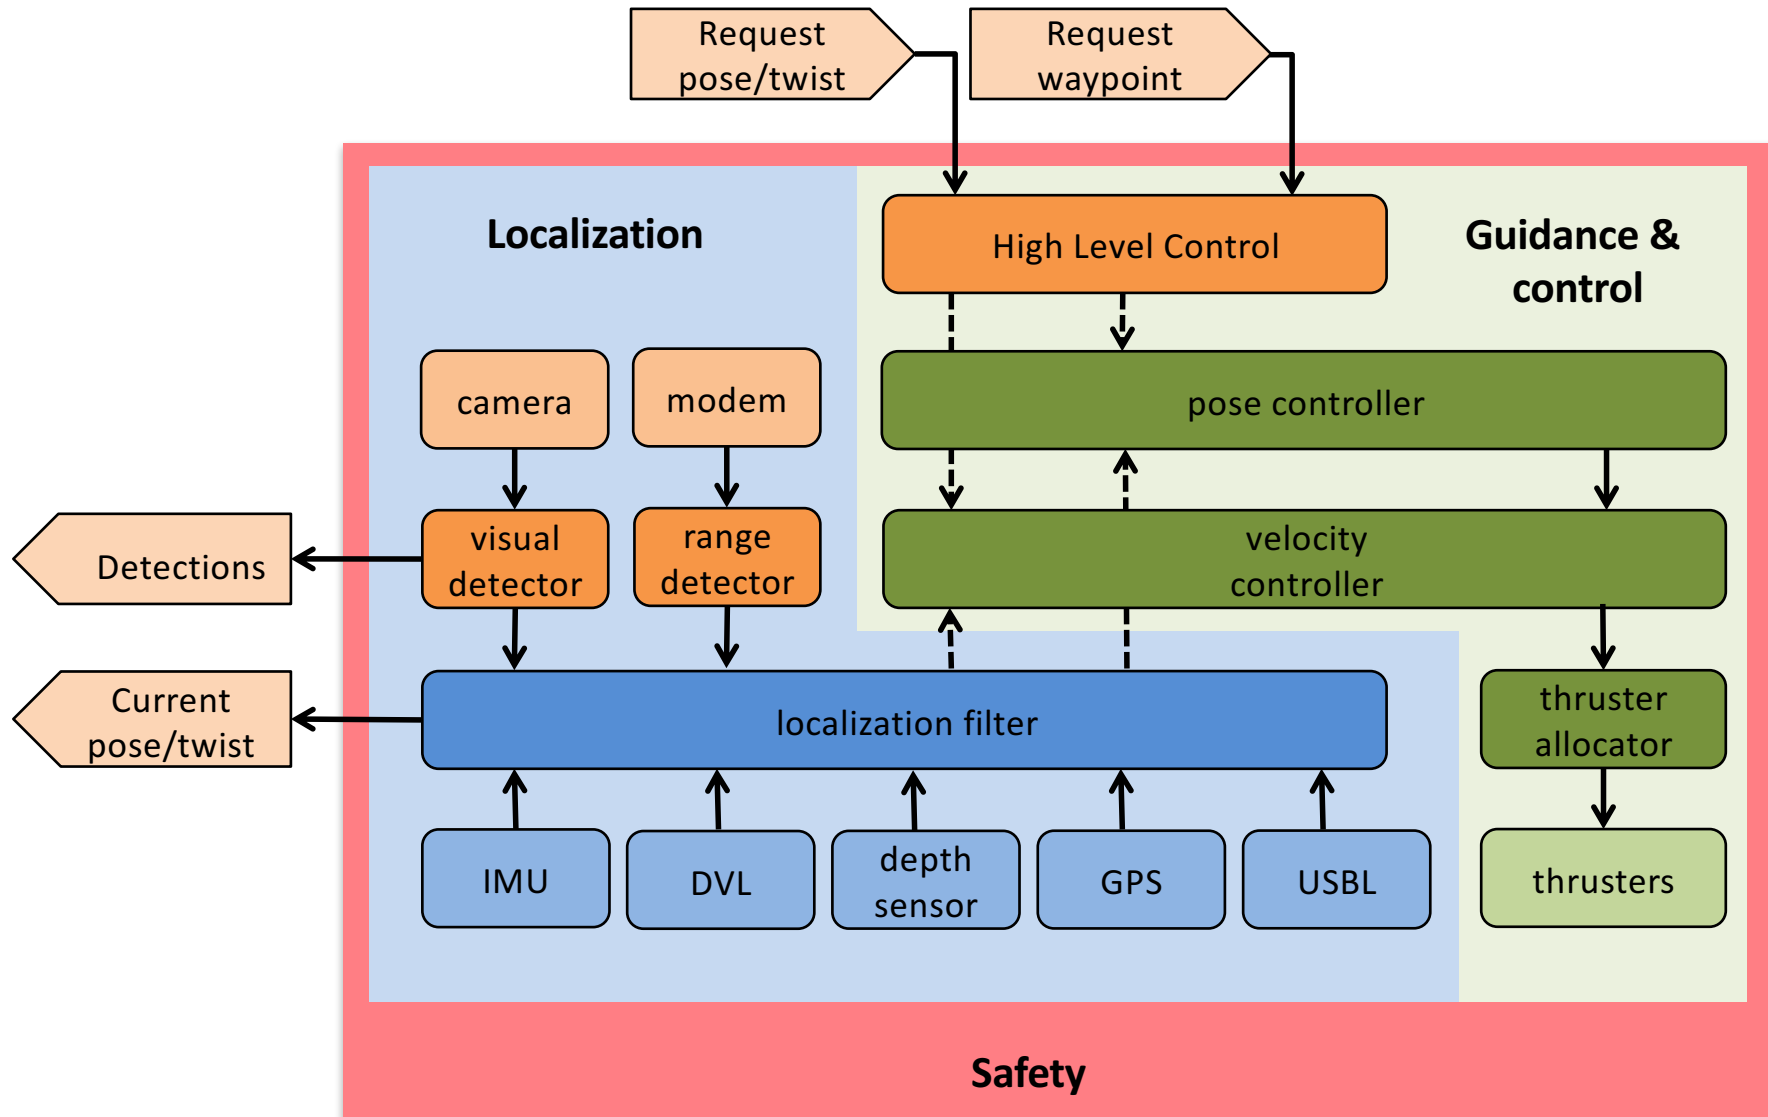 Request
pose/twist
Request
waypoint
Localization
High Level Control
Guidance &
control
camera
modem
pose controller
Detections
visual
detector
range
detector
velocity
controller
Current
pose/twist
localization filter
thruster
allocator
IMU
DVL
depth
sensor
GPS
USBL
thrusters
Safety